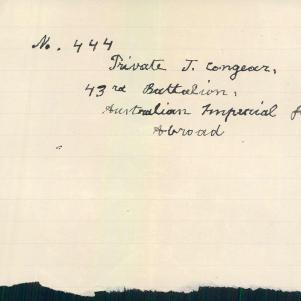 No. 444
Private J. Congear,
43rd Battalion,
Australian Imperial
Abroad